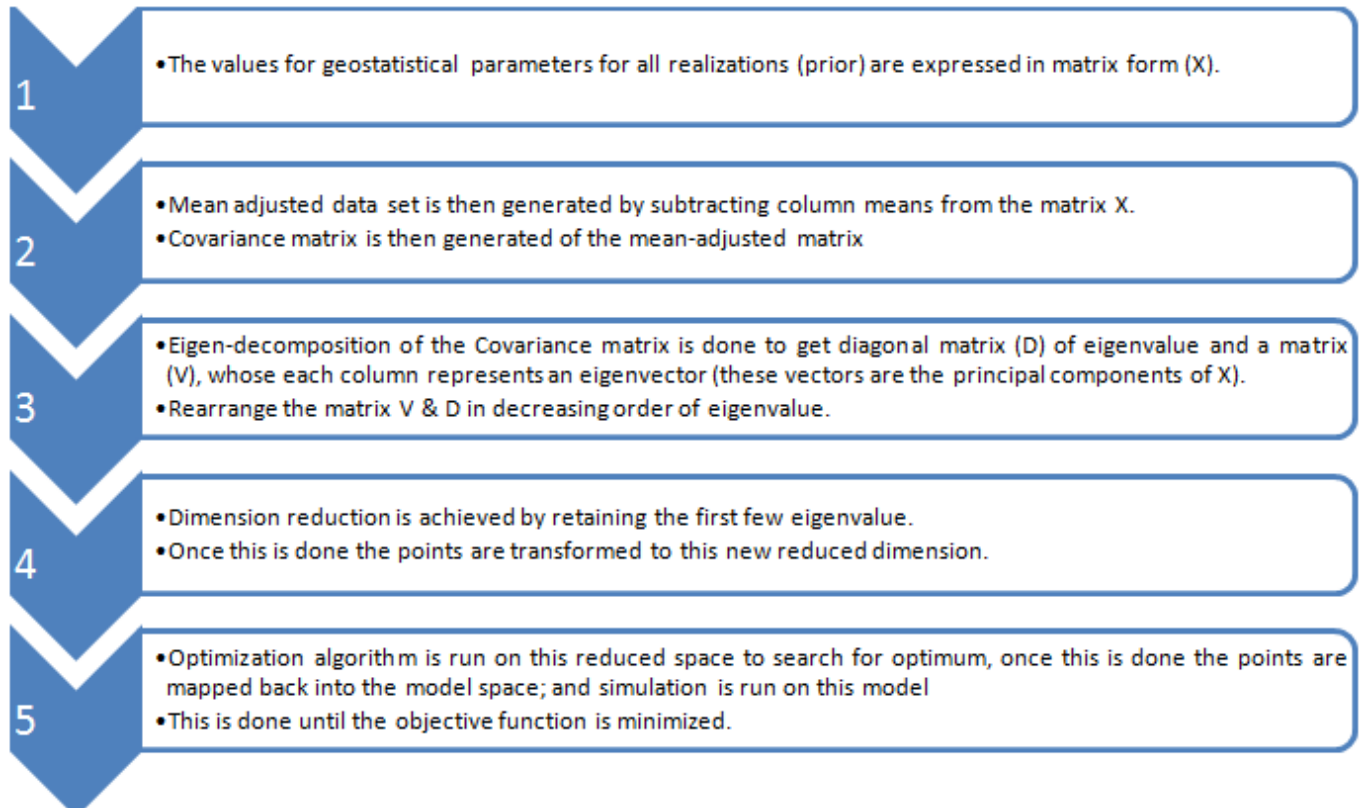 1
•The values for geostatistical parameters for all realizations (prior) are expressed in matrix form (X).
2
•Mean adjusted data set is then generated by subtracting column means from the matrix X.
•Covariance matrix is then generated of the mean-adjusted matrix
3
•Eigen-decomposition of the Covariance matrix is done to get diagonal matrix (D) of eigenvalue and a matrix
(V), whose each column represents an eigenvector (these vectors are the principal components of X).
•Rearrange the matrix V & D in decreasing order of eigenvalue.
4
•Dimension reduction is achieved by retaining the first few eigenvalue.
•Once this is done the points are transformed to this new reduced dimension.
5
•Optimization algorithm is run on this reduced space to search for optimum, once this is done the points are
mapped back into the model space; and simulation is run on this model
•This is done until the objective function is minimized.